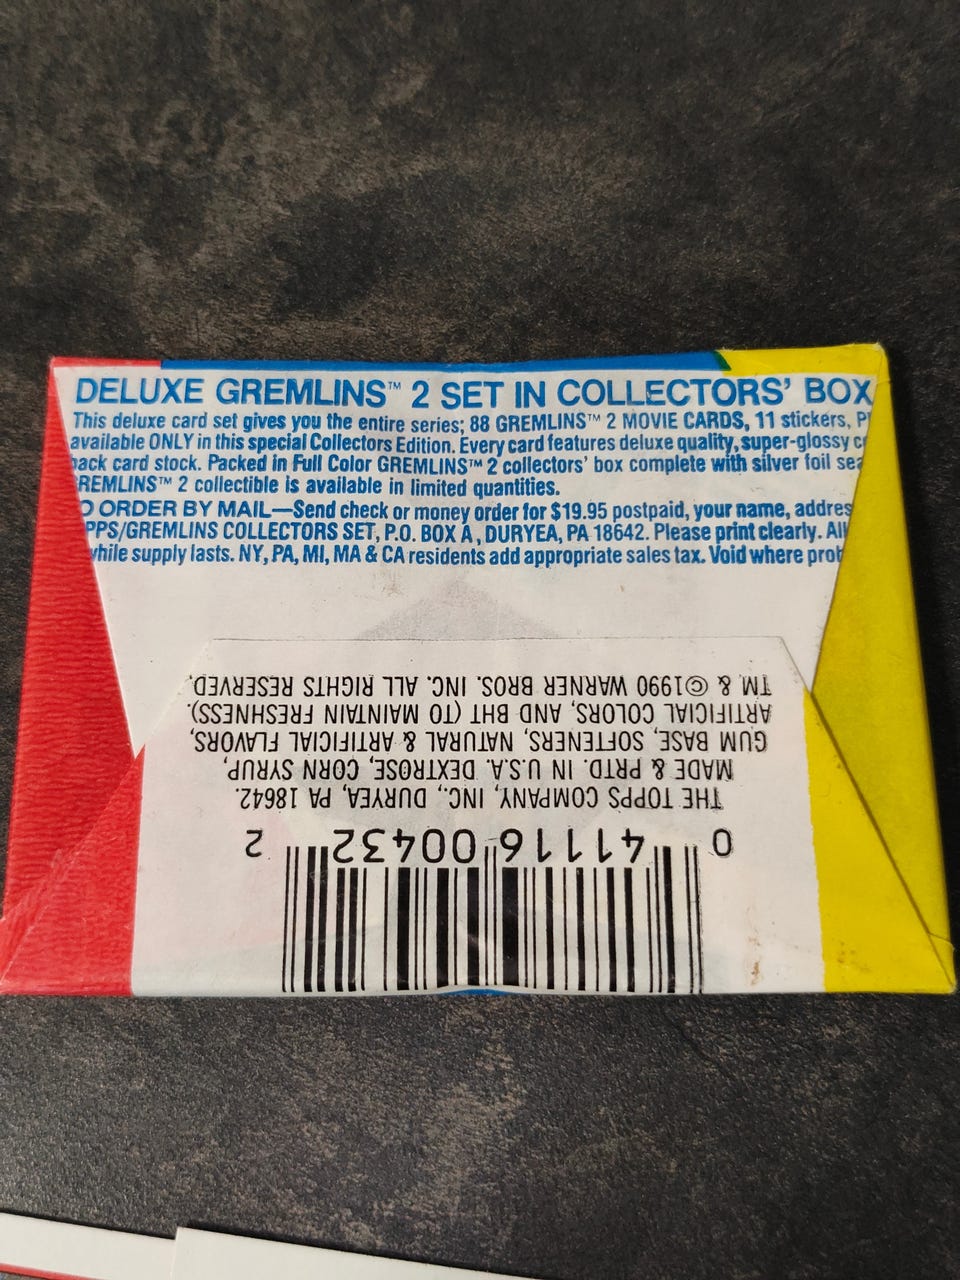 DELUXE GREMLINS™ 2 SET IN COLLECTORS' BOX
This deluxe card set gives you the entire series; 88 GREMLINS™ 2 MOVIE CARDS, 11 stickers,
available ONLY in this special Collectors Edition. Every card features deluxe quality, super-glossy
card stock. Packed in Full Color GREMLINS™ 2 collectors' box complete with silver foil
REMLINS™ 2 collectible is available in limited quantities.
O ORDER BY MAIL—Send check or money order for $19.95 postpaid, your name, addres
PPS/GREMLINS COLLECTORS SET, P.O. BOX A, DURYEA, PA 18642. Please print clearly. All
while supply lasts. NY, PA, MI, MA & CA residents add appropriate sales tax. Void where
0 41116 00432 2
THE TOPPS COMPANY, INC., DURYEA, PA 18642.
MADE & PRTD. IN U.S.A. DEXTROSE, CORN SYRUP,
GUM BASE, SOFTENERS, NATURAL & ARTIFICIAL FLAVORS,
ARTIFICIAL COLORS, AND BHT (TO MAINTAIN FRESHNESS).
TM & ©1990 WARNER BROS. INC. ALL RIGHTS RESERVED.